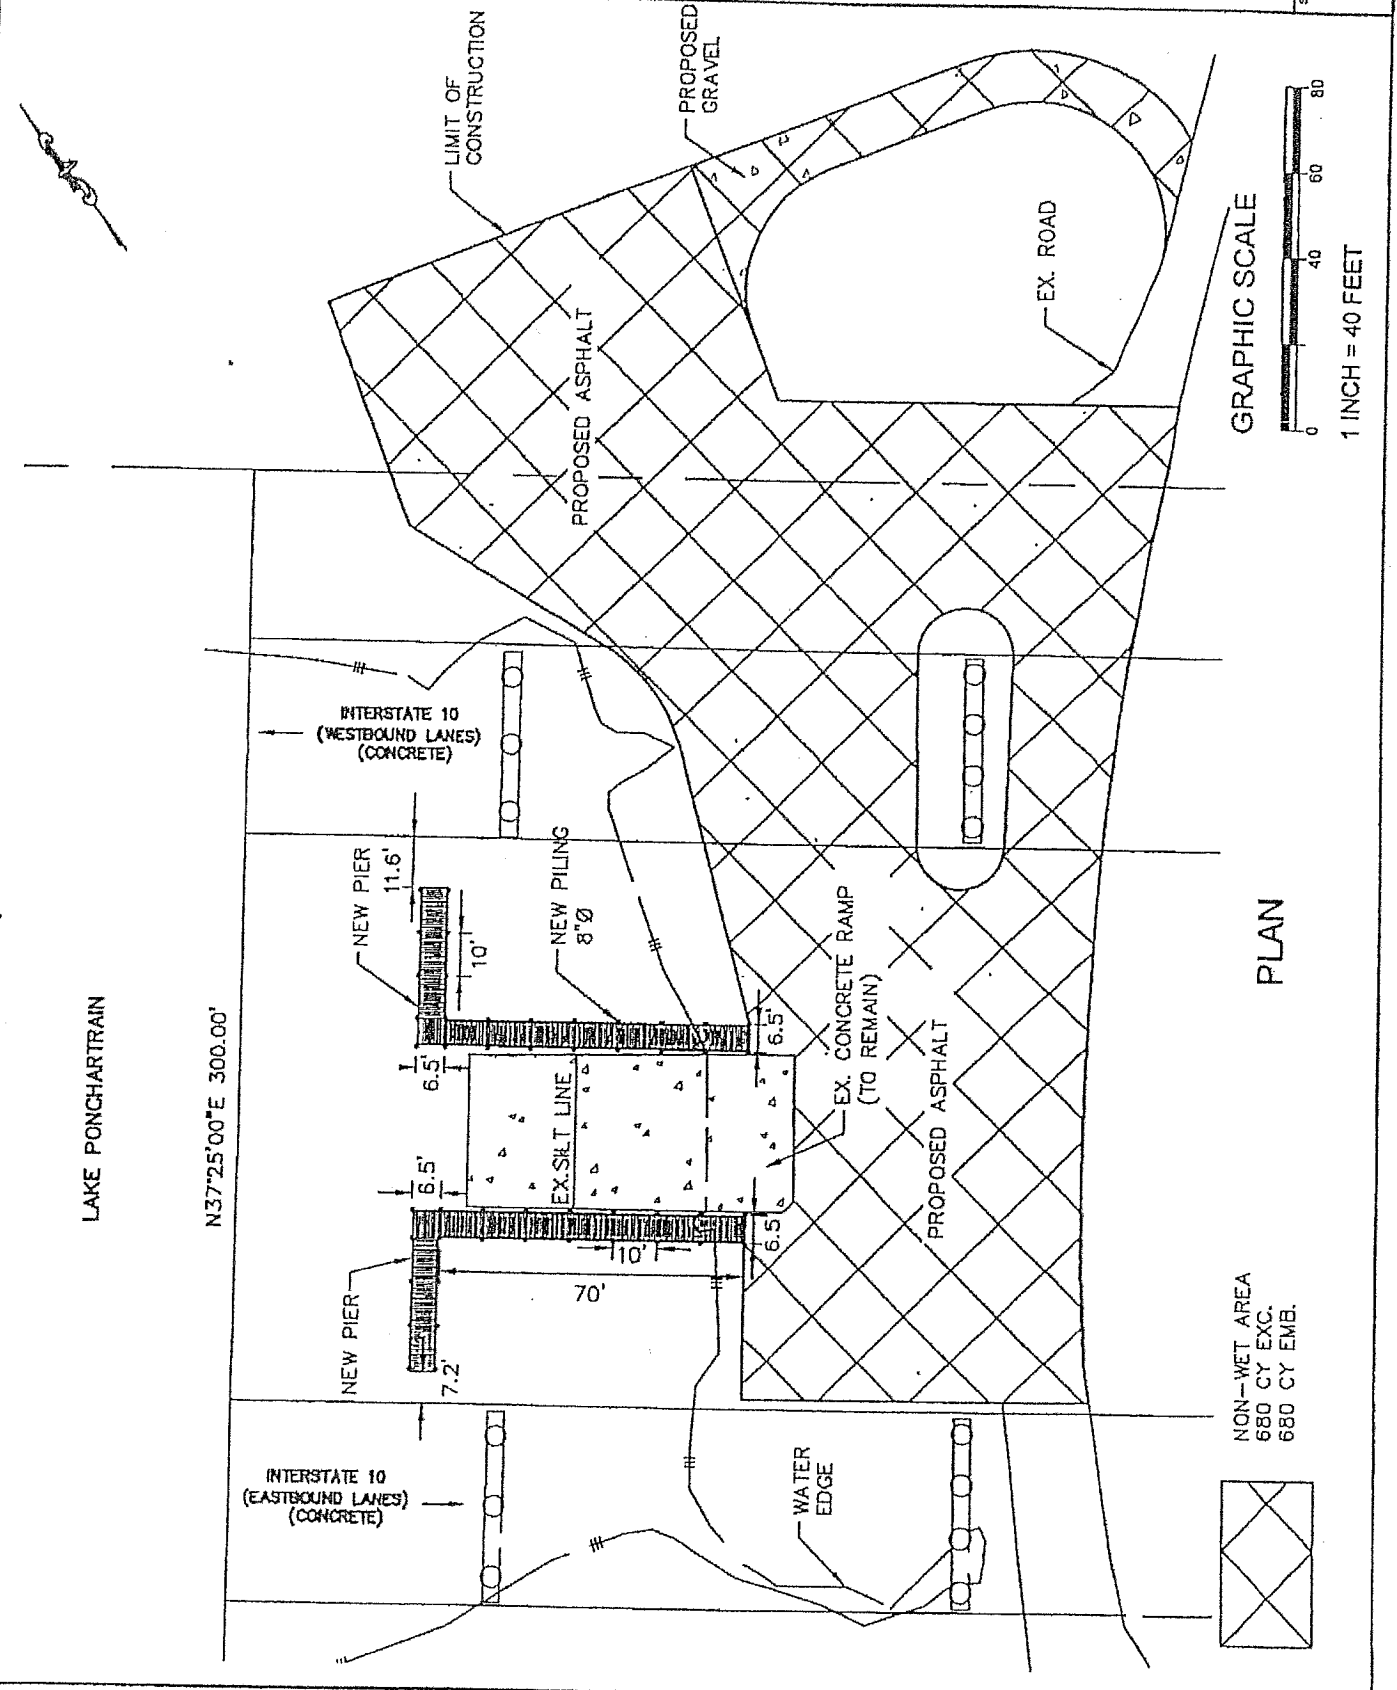 LAKE PONCHARTRAIN
N37°25'00"E 300.00'
INTERSTATE 10
(EASTBOUND LANES)
(CONCRETE)
NEW PIER
7.2'
6.5'
70'
10'
6.5'
EX.SILT LINE
6.5'
NEW PIER
11.6'
10'
NEW PILING
8"Ø
6.5'
EX. CONCRETE RAMP
(TO REMAIN)
PROPOSED ASPHALT
WATER
EDGE
INTERSTATE 10
(WESTBOUND LANES)
(CONCRETE)
LIMIT OF
CONSTRUCTION
PROPOSED ASPHALT
PROPOSED
GRAVEL
EX. ROAD
NON-WET AREA
680 CY EXC.
680 CY EMB.
PLAN
GRAPHIC SCALE
0 40 60 80
1 INCH = 40 FEET